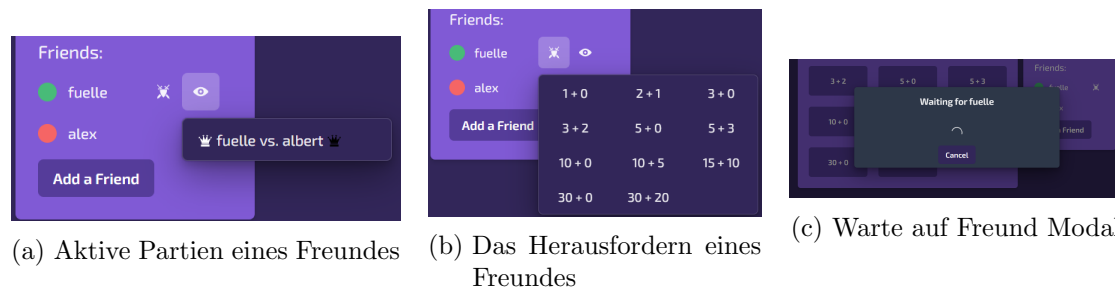 Friends:
fuelle
alex
♛ fuelle vs. albert ♛
Add a Friend
(a) Aktive Partien eines Freundes
Friends:
fuelle
alex
Add a Friend
1 + 0 2 + 1 3 + 0
3 + 2 5 + 0 5 + 3
10 + 0 10 + 5 15 + 10
30 + 0 30 + 20
(b) Das Herausfordern eines
Freundes
3 + 2 5 + 0 5 + 3
Friends:
Waiting for fuelle
10 + 0
Friend
Cancel
30 + 0
(c) Warte auf Freund Modal